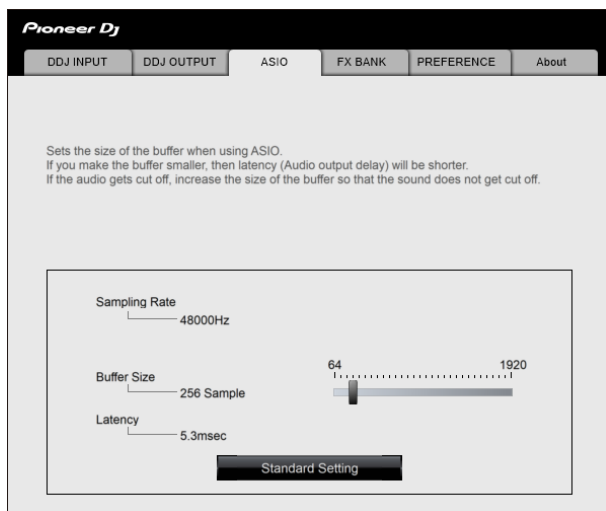 Pioneer Dj
DDJ INPUT
DDJ OUTPUT
ASIO
FX BANK
PREFERENCE
About
Sets the size of the buffer when using ASIO.
If you make the buffer smaller, then latency (Audio output delay) will be shorter.
If the audio gets cut off, increase the size of the buffer so that the sound does not get cut off.
Sampling Rate
48000Hz
64
1920
Buffer Size
256 Sample
Latency
5.3msec
Standard Setting